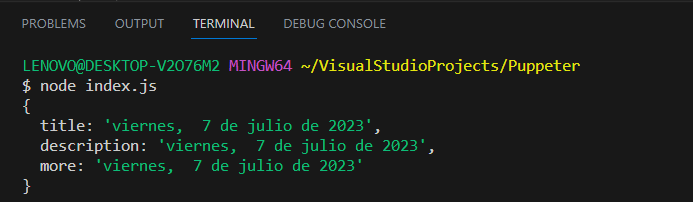 PROBLEMS OUTPUT TERMINAL DEBUG CONSOLE
LENOVO@DESKTOP-V2O76M2 MINGW64 ~/VisualStudioProjects/Puppeter
$ node index.js
{
  title: 'viernes,  7 de julio de 2023',
  description: 'viernes,  7 de julio de 2023',
  more: 'viernes,  7 de julio de 2023'
}